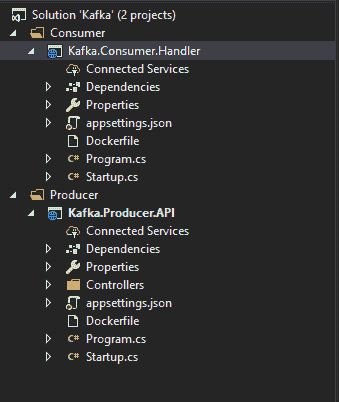 Solution 'Kafka' (2 projects)
Consumer
Kafka.Consumer.Handler
Connected Services
Dependencies
Properties
appsettings.json
Dockerfile
C# Program.cs
C# Startup.cs
Producer
Kafka.Producer.API
Connected Services
Dependencies
Properties
Controllers
appsettings.json
Dockerfile
C# Program.cs
C# Startup.cs